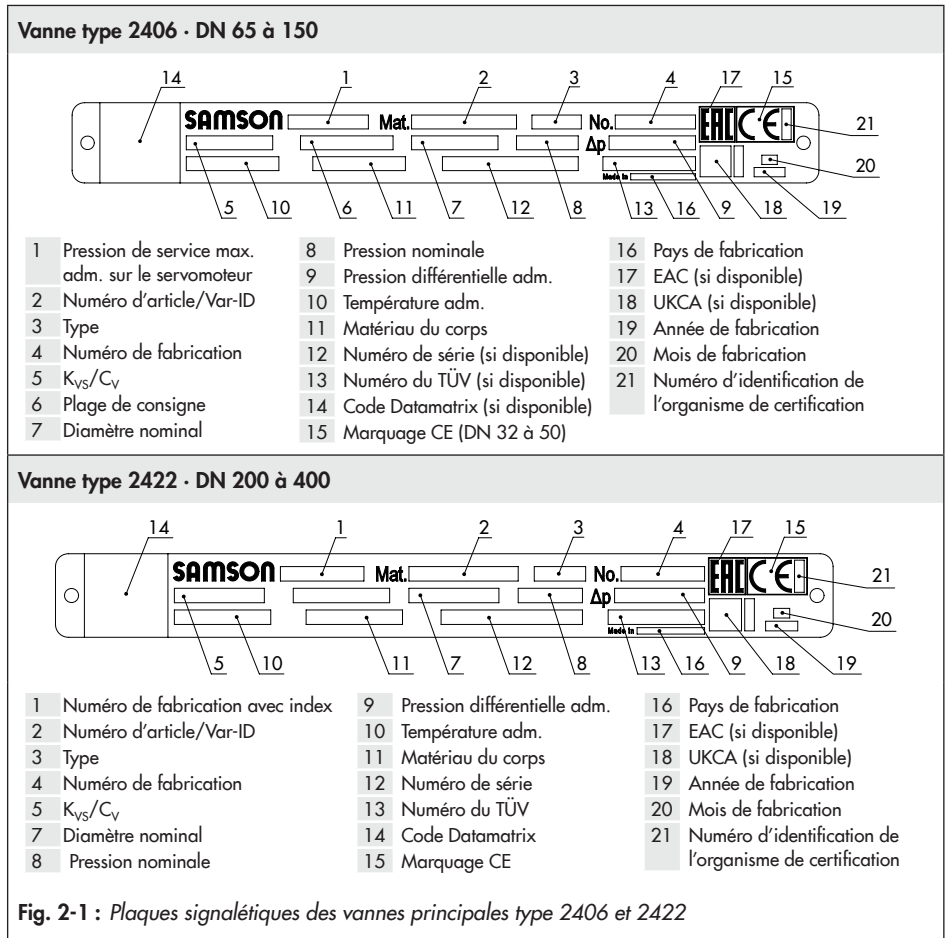 Vanne type 2406 · DN 65 à 150
14 1 2 3 4 17 15
SAMSON Mat. No. EAC CE 21
Δp
20
Made in
5 10 6 11 7 12 8 13 16 9 18 19
1 Pression de service max. adm. sur le servomoteur
2 Numéro d'article/Var-ID
3 Type
4 Numéro de fabrication
5 KVS/CV
6 Plage de consigne
7 Diamètre nominal
8 Pression nominale
9 Pression différentielle adm.
10 Température adm.
11 Matériau du corps
12 Numéro de série (si disponible)
13 Numéro du TÜV (si disponible)
14 Code Datamatrix (si disponible)
15 Marquage CE (DN 32 à 50)
16 Pays de fabrication
17 EAC (si disponible)
18 UKCA (si disponible)
19 Année de fabrication
20 Mois de fabrication
21 Numéro d'identification de l'organisme de certification
Vanne type 2422 · DN 200 à 400
14 1 2 3 4 17 15
SAMSON Mat. No. EAC CE 21
Δp
20
Made in
5 10 11 7 12 8 13 16 9 18 19
1 Numéro de fabrication avec index
2 Numéro d'article/Var-ID
3 Type
4 Numéro de fabrication
5 KVS/CV
7 Diamètre nominal
8 Pression nominale
9 Pression différentielle adm.
10 Température adm.
11 Matériau du corps
12 Numéro de série
13 Numéro du TÜV
14 Code Datamatrix
15 Marquage CE
16 Pays de fabrication
17 EAC (si disponible)
18 UKCA (si disponible)
19 Année de fabrication
20 Mois de fabrication
21 Numéro d'identification de l'organisme de certification
Fig. 2-1 : Plaques signalétiques des vannes principales type 2406 et 2422